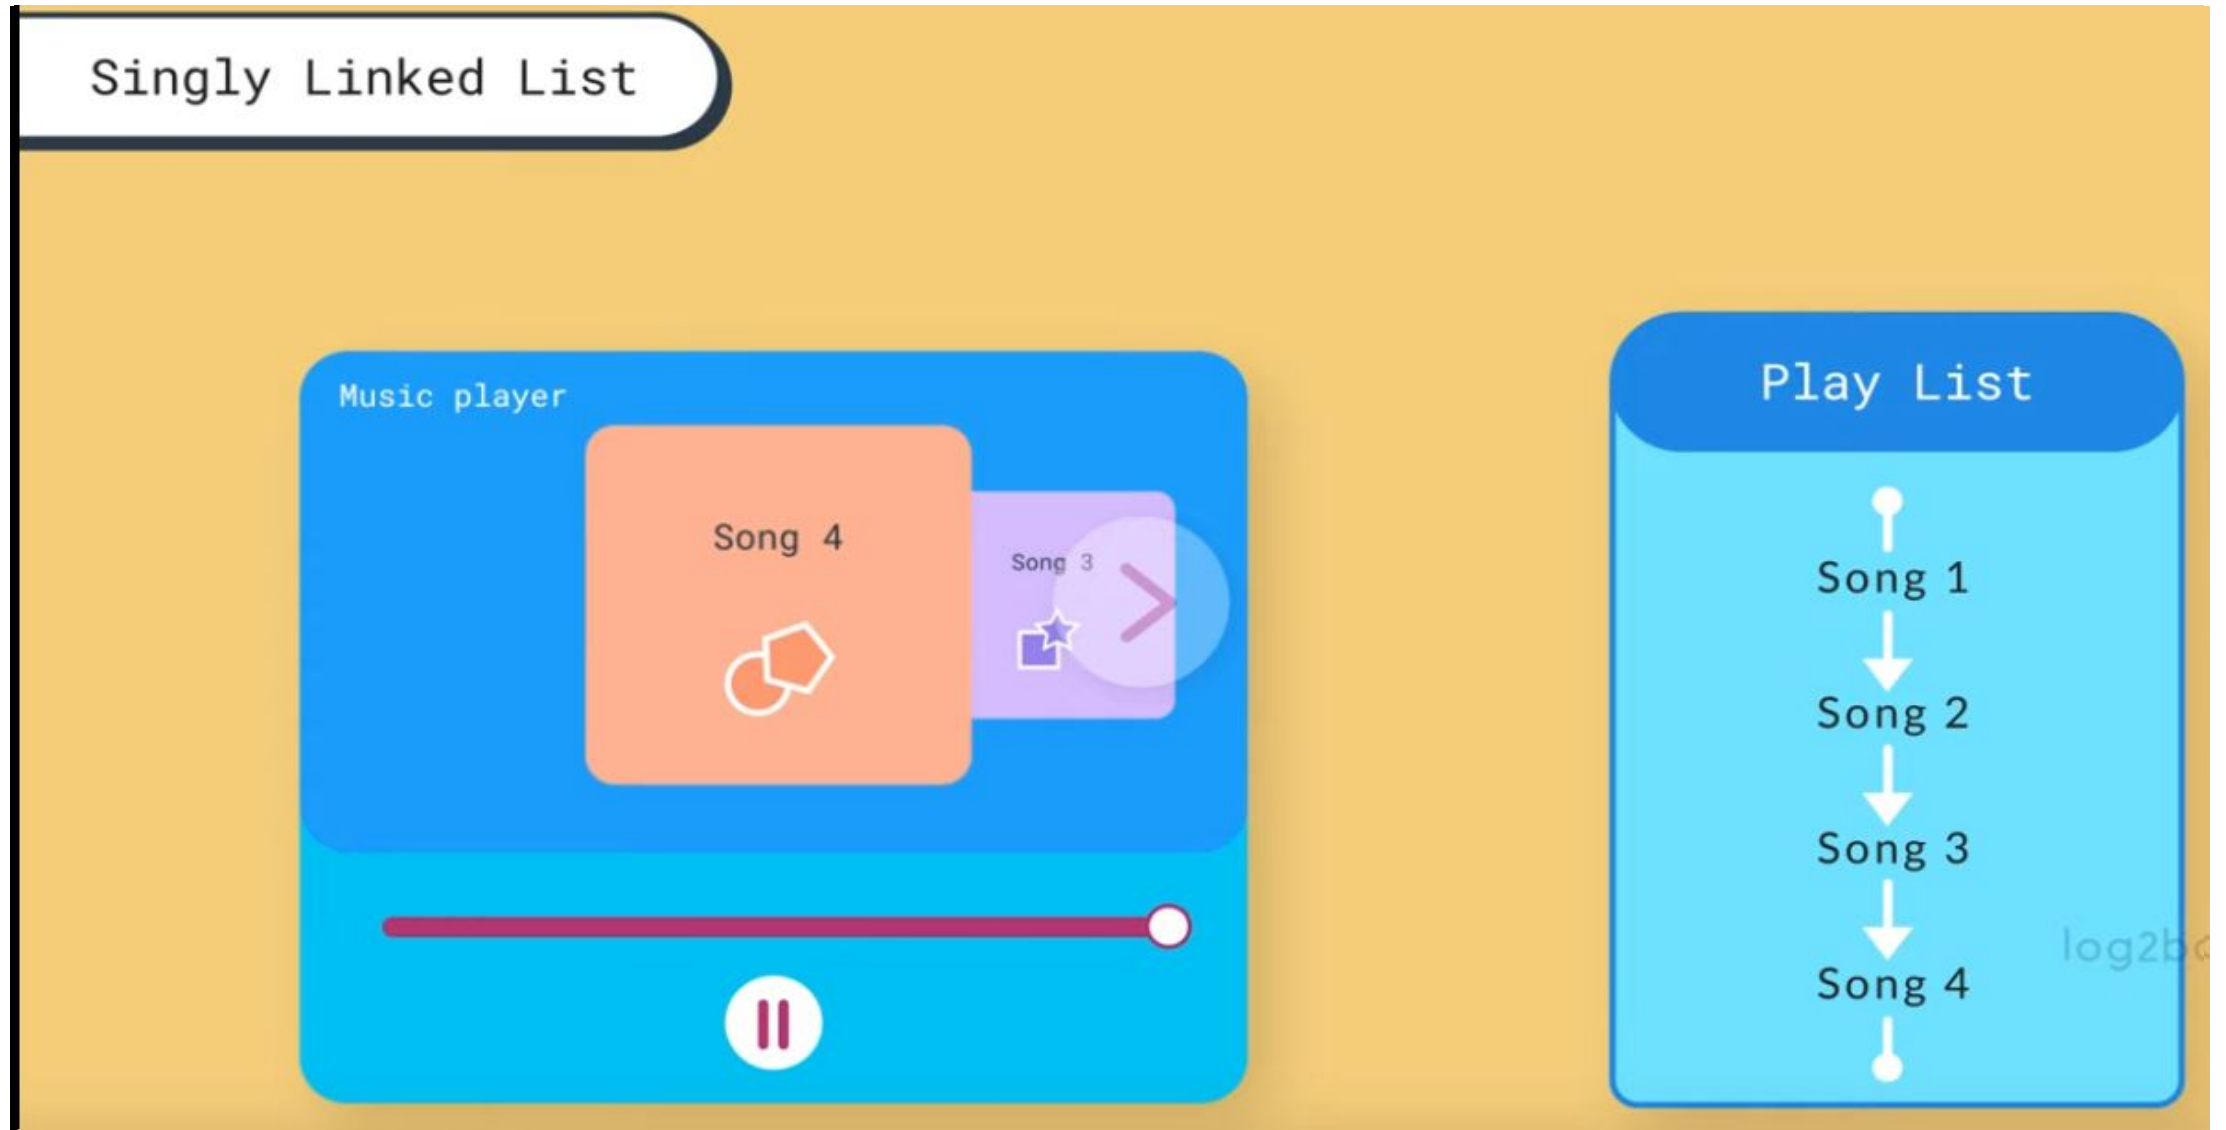 Singly Linked List
Music player
Song 4
Song 3
Play List
Song 1
Song 2
Song 3
Song 4